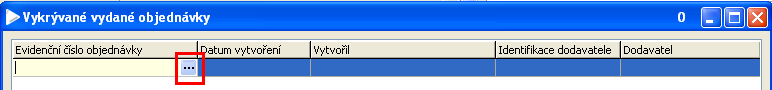 Vykrývané vydané objednávky 0
Evidenční číslo objednávky Datum vytvoření Vytvořil Identifikace dodavatele Dodavatel
...